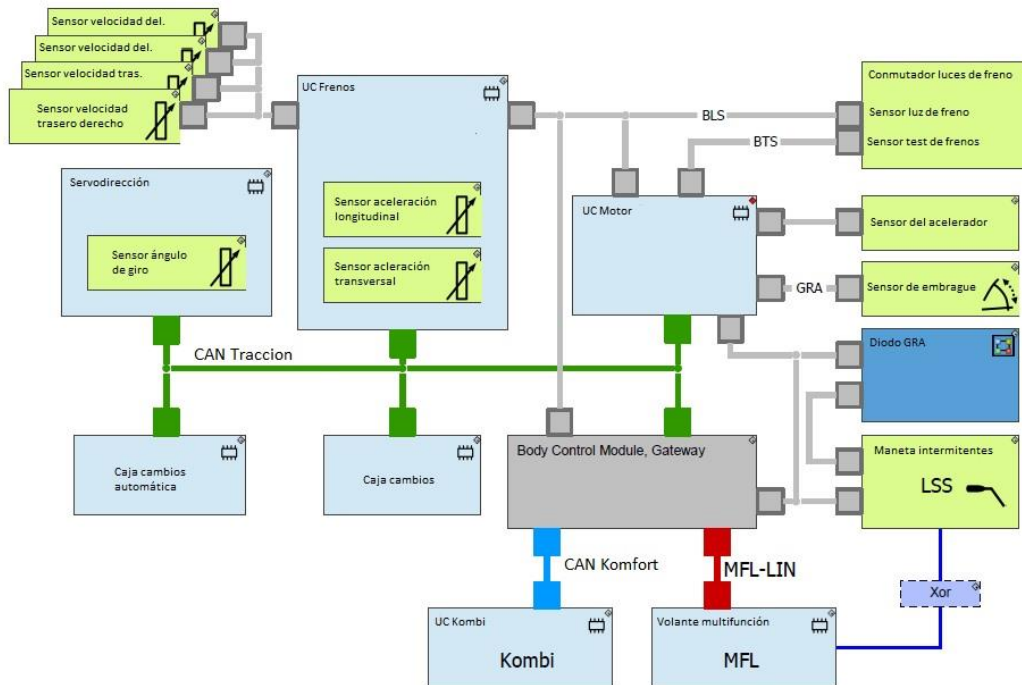 Sensor velocidad del.
Sensor velocidad del.
Sensor velocidad tras.
Sensor velocidad
trasero derecho
UC Frenos
Sensor aceleración
longitudinal
Sensor acleración
transversal
Servodirección
Sensor ángulo
de giro
BLS
BTS
Conmutador luces de freno
Sensor luz de freno
Sensor test de frenos
UC Motor
Sensor del acelerador
GRA
Sensor de embrague
Diodo GRA
CAN Traccion
Caja cambios
automática
Caja cambios
Body Control Module, Gateway
Maneta intermitentes
LSS
CAN Komfort
MFL-LIN
Xor
UC Kombi
Kombi
Volante multifunción
MFL